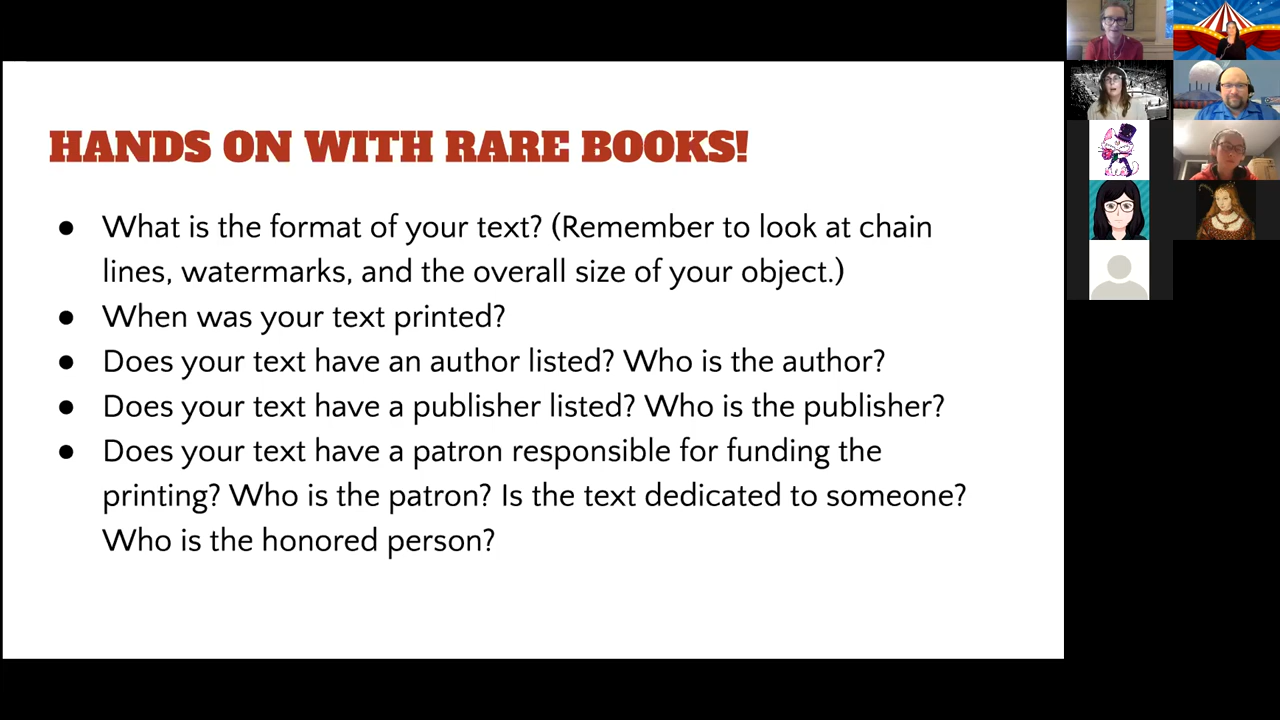 HANDS ON WITH RARE BOOKS!
● What is the format of your text? (Remember to look at chain
lines, watermarks, and the overall size of your object.)
● When was your text printed?
● Does your text have an author listed? Who is the author?
● Does your text have a publisher listed? Who is the publisher?
● Does your text have a patron responsible for funding the
printing? Who is the patron? Is the text dedicated to someone?
Who is the honored person?